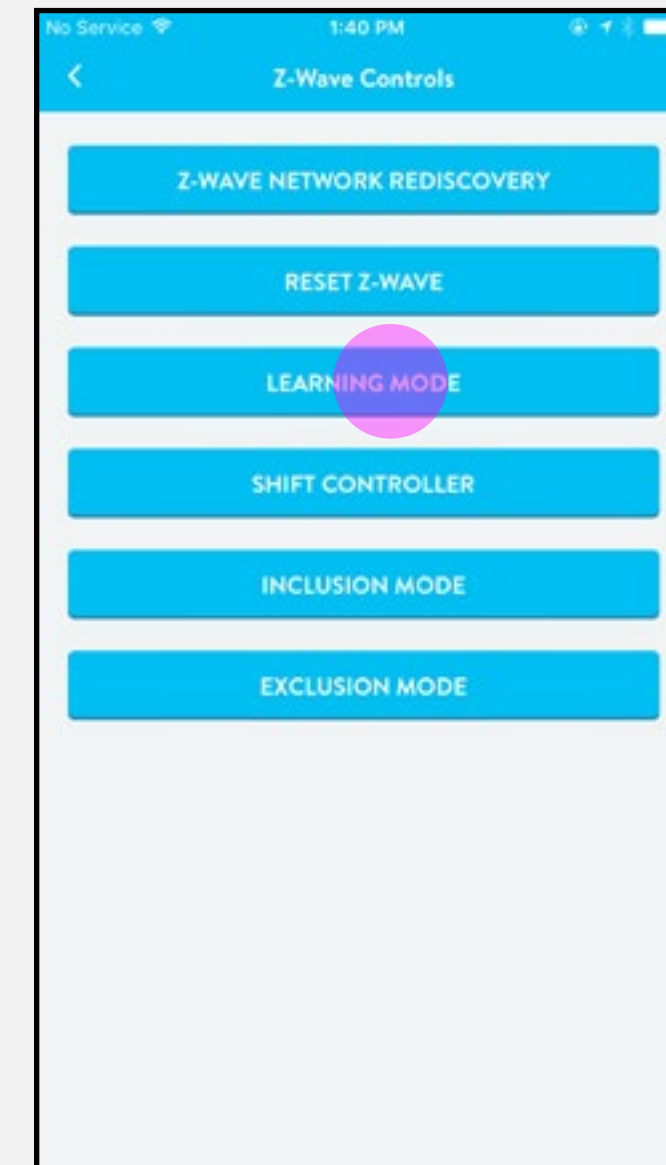 No Service
1:40 PM
Z-Wave Controls
Z-WAVE NETWORK REDISCOVERY
RESET Z-WAVE
LEARNING MODE
SHIFT CONTROLLER
INCLUSION MODE
EXCLUSION MODE